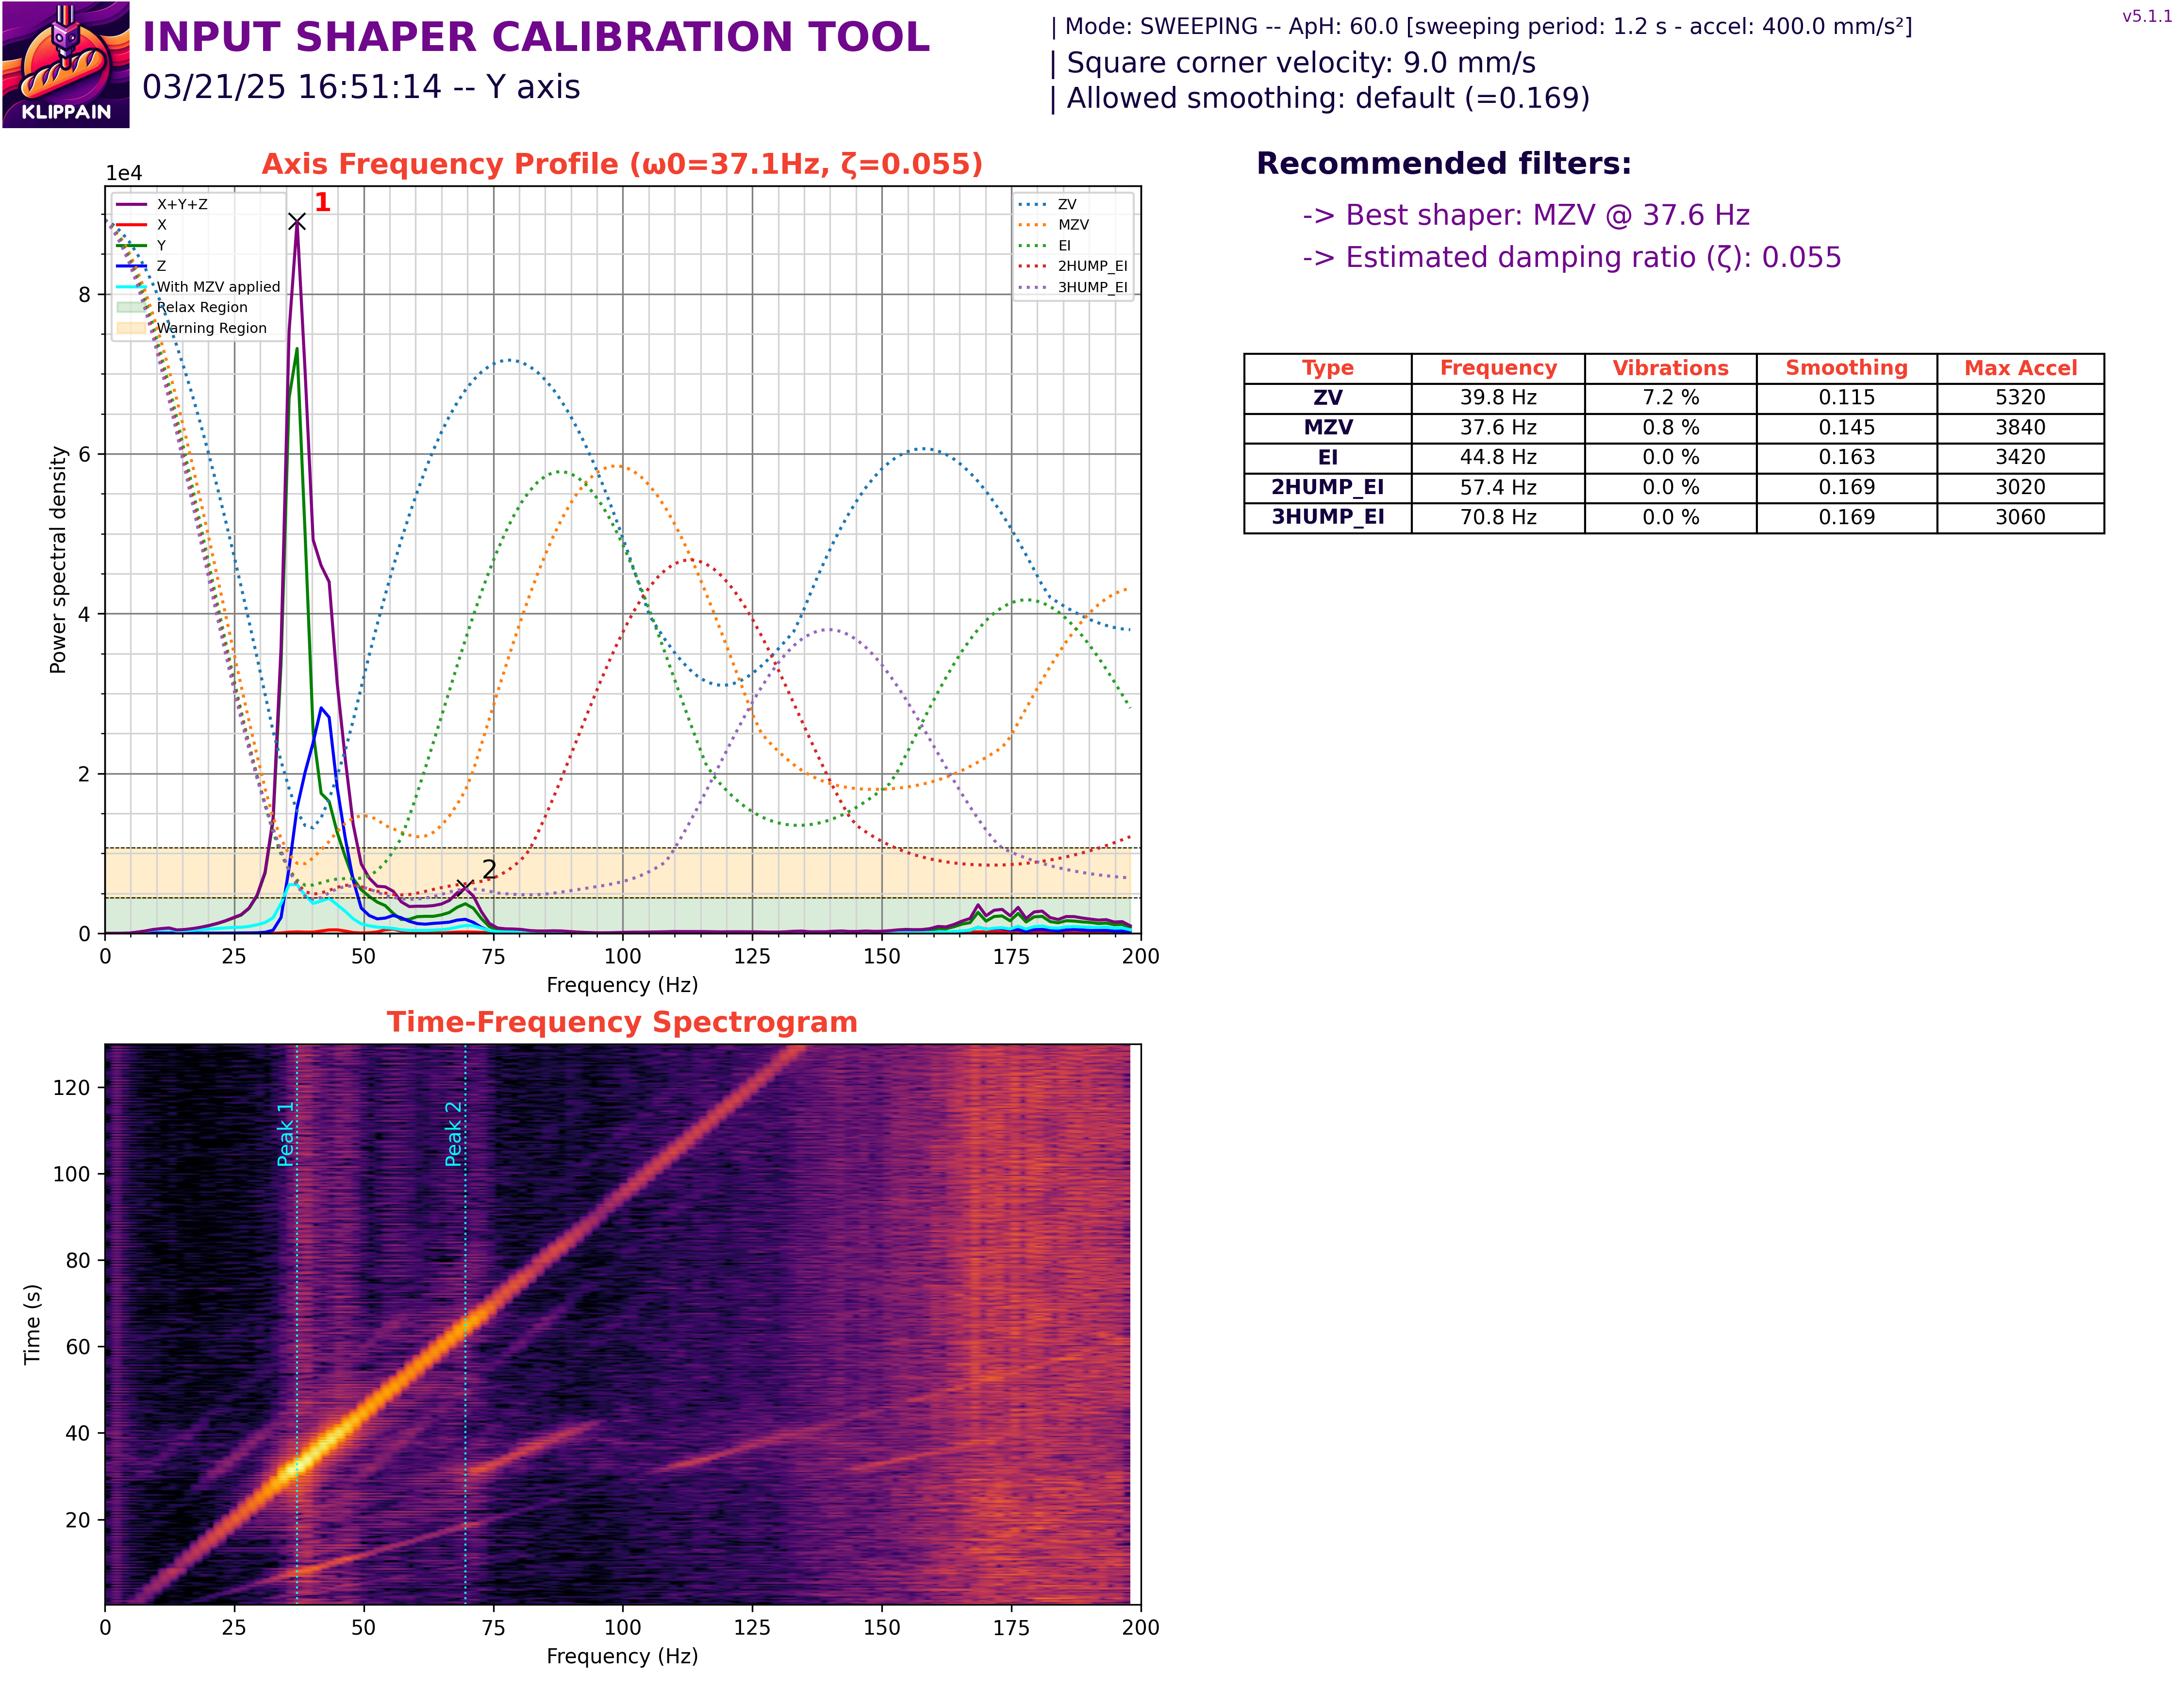 KLIPPAIN
INPUT SHAPER CALIBRATION TOOL
03/21/25 16:51:14 -- Y axis
| Mode: SWEEPING -- ApH: 60.0 [sweeping period: 1.2 s - accel: 400.0 mm/s²]
| Square corner velocity: 9.0 mm/s
| Allowed smoothing: default (=0.169)
v5.1.1
Axis Frequency Profile (ω0=37.1Hz, ζ=0.055)
1e4
X+Y+Z
X
Y
Z
With MZV applied
Relax Region
Warning Region
1
2
ZV
MZV
EI
2HUMP_EI
3HUMP_EI
Power spectral density
8
6
4
2
0
0 25 50 75 100 125 150 175 200
Frequency (Hz)
Recommended filters:
-> Best shaper: MZV @ 37.6 Hz
-> Estimated damping ratio (ζ): 0.055
Type Frequency Vibrations Smoothing Max Accel
ZV 39.8 Hz 7.2 % 0.115 5320
MZV 37.6 Hz 0.8 % 0.145 3840
EI 44.8 Hz 0.0 % 0.163 3420
2HUMP_EI 57.4 Hz 0.0 % 0.169 3020
3HUMP_EI 70.8 Hz 0.0 % 0.169 3060
Time-Frequency Spectrogram
Time (s)
120
100
80
60
40
20
Peak 1
Peak 2
0 25 50 75 100 125 150 175 200
Frequency (Hz)